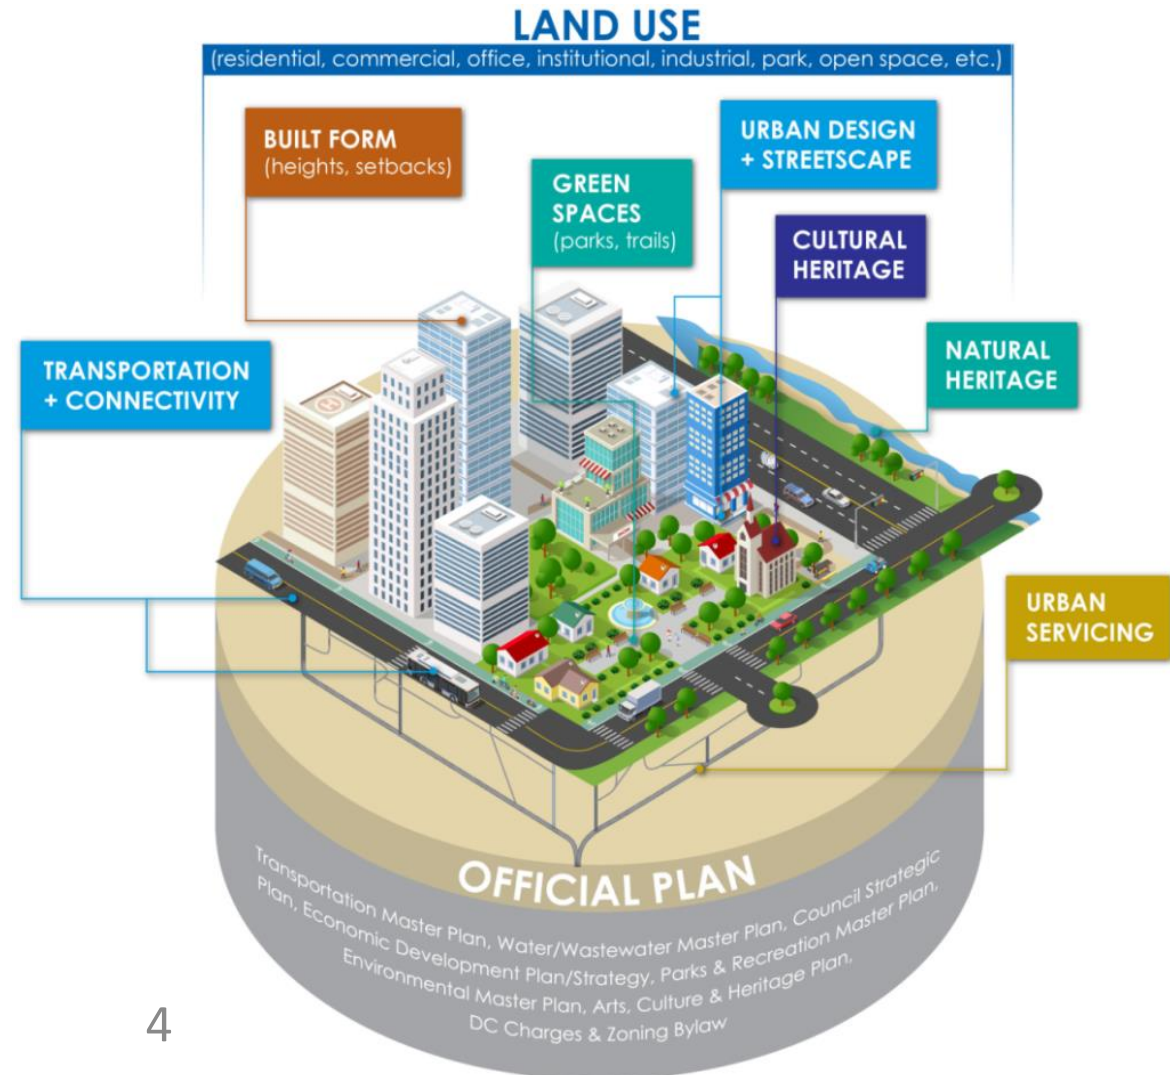 LAND USE
(residential, commercial, office, institutional, industrial, park, open space, etc.)
BUILT FORM
(heights, setbacks)
URBAN DESIGN
+ STREETSCAPE
GREEN
SPACES
(parks, trails)
CULTURAL
HERITAGE
NATURAL
HERITAGE
TRANSPORTATION
+ CONNECTIVITY
URBAN
SERVICING
OFFICIAL PLAN
Transportation Master Plan, Water/Wastewater Master Plan, Council Strategic
Plan, Economic Development Plan/Strategy, Parks & Recreation Master Plan,
Environmental Master Plan, Arts, Culture & Heritage Plan,
DC Charges & Zoning Bylaw
4